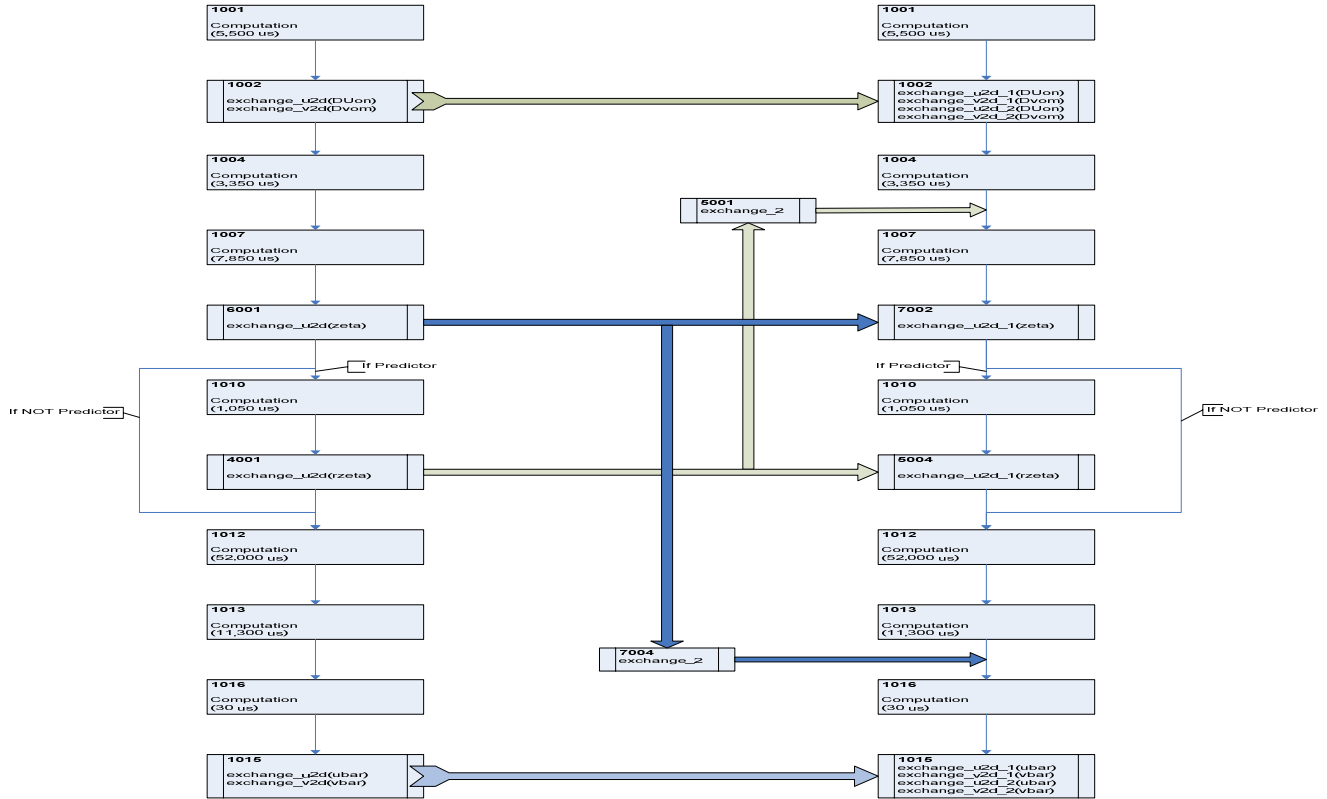 1001
Computation
(5,500 us)
1002
exchange_u2d(DUon)
exchange_v2d(Dvom)
1004
Computation
(3,350 us)
1007
Computation
(7,850 us)
6001
exchange_u2d(zeta)
If Predictor
If NOT Predictor
1010
Computation
(1,050 us)
4001
exchange_u2d(rzeta)
1012
Computation
(52,000 us)
1013
Computation
(11,300 us)
1016
Computation
(30 us)
1015
exchange_u2d(ubar)
exchange_v2d(vbar)
5001
exchange_2
7004
exchange_2
1001
Computation
(5,500 us)
1002
exchange_u2d_1(DUon)
exchange_v2d_1(Dvom)
exchange_u2d_2(DUon)
exchange_v2d_2(Dvom)
1004
Computation
(3,350 us)
1007
Computation
(7,850 us)
7002
exchange_u2d_1(zeta)
If Predictor
If NOT Predictor
1010
Computation
(1,050 us)
5004
exchange_u2d_1(rzeta)
1012
Computation
(52,000 us)
1013
Computation
(11,300 us)
1016
Computation
(30 us)
1015
exchange_u2d_1(ubar)
exchange_v2d_1(vbar)
exchange_u2d_2(ubar)
exchange_v2d_2(vbar)